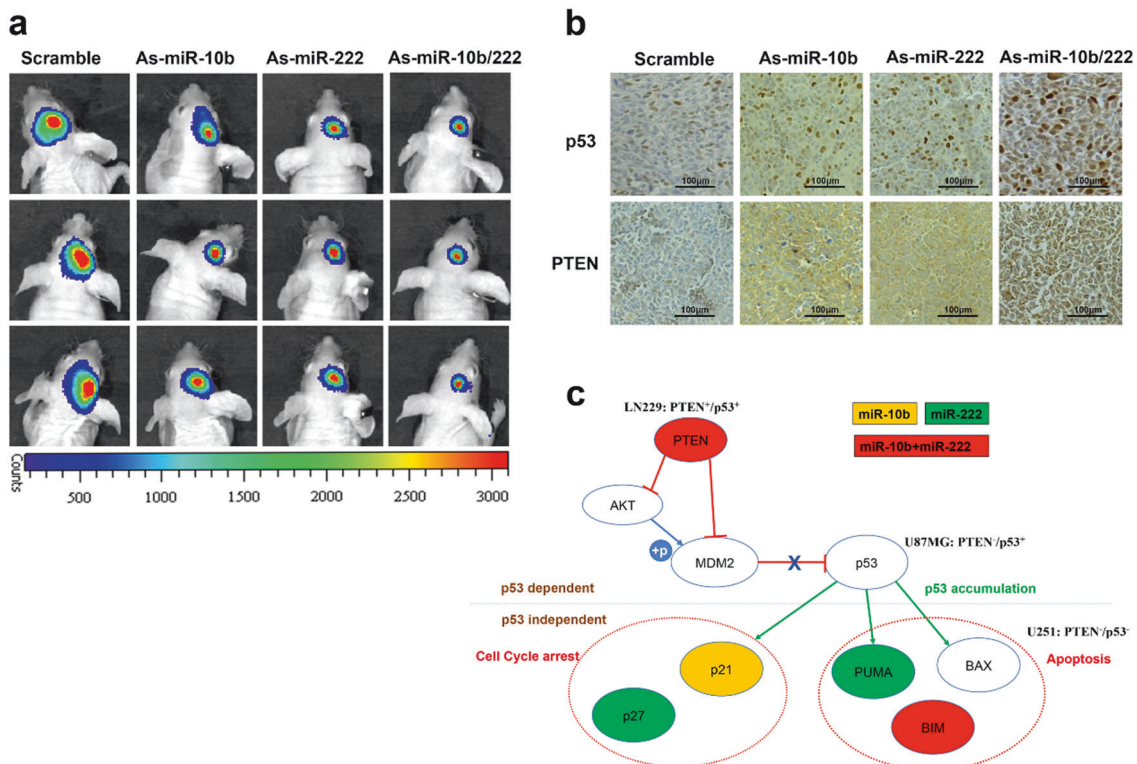 a
Scramble As-miR-10b As-miR-222 As-miR-10b/222
Counts
500 1000 1500 2000 2500 3000
b
Scramble As-miR-10b As-miR-222 As-miR-10b/222
p53
100μm 100μm 100μm 100μm
PTEN
100μm 100μm 100μm 100μm
c
LN229: PTEN⁺/p53⁺
miR-10b miR-222
miR-10b+miR-222
PTEN
AKT
+p
MDM2
X
p53
U87MG: PTEN⁻/p53⁺
p53 dependent
p53 accumulation
p53 independent
U251: PTEN⁻/p53⁻
Cell Cycle arrest
p21
p27
PUMA
BAX
Apoptosis
BIM